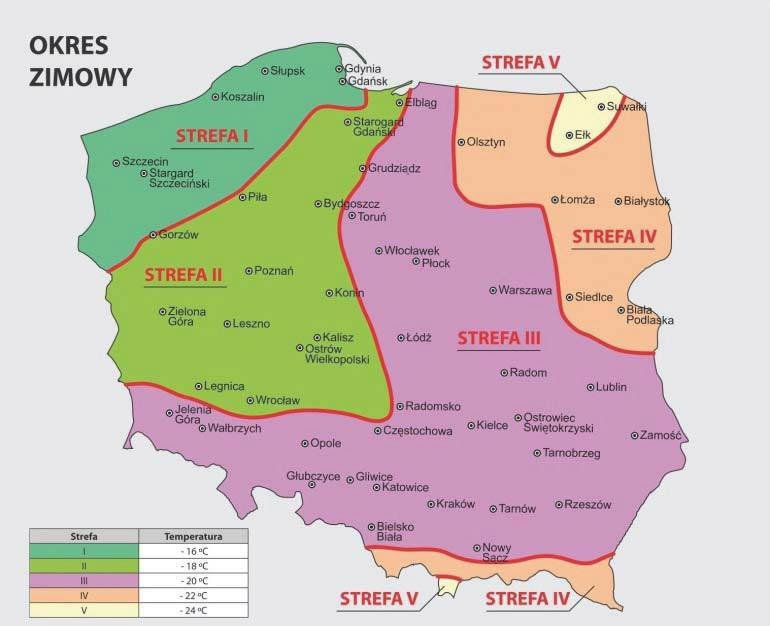 OKRES
ZIMOWY
STREFA V
Gdynia
Słupsk
Gdańsk
Koszalin
Elbląg
Suwałki
Starogard
Gdański
Ełk
STREFA I
Olsztyn
Szczecin
Stargard
Szczeciński
Grudziądz
Piła
Bydgoszcz
Toruń
Łomża
Białystok
Gorzów
STREFA IV
Włocławek
Płock
STREFA II
Poznań
Konin
Warszawa
Siedlce
Zielona
Góra
Biała
Podlaska
Leszno
Kalisz
Ostrów
Wielkopolski
Łódź
STREFA III
Radom
Legnica
Lublin
Wrocław
Radomsko
Jelenia
Góra
Wałbrzych
Częstochowa
Kielce
Ostrowiec
Świętokrzyski
Zamość
Opole
Tarnobrzeg
Głubczyce
Gliwice
Katowice
Kraków
Tarnów
Rzeszów
Bielsko
Biała
Nowy
Sącz
Strefa Temperatura
I - 16 ºC
II - 18 ºC
III - 20 ºC
IV - 22 ºC
V - 24 ºC
STREFA V
STREFA IV